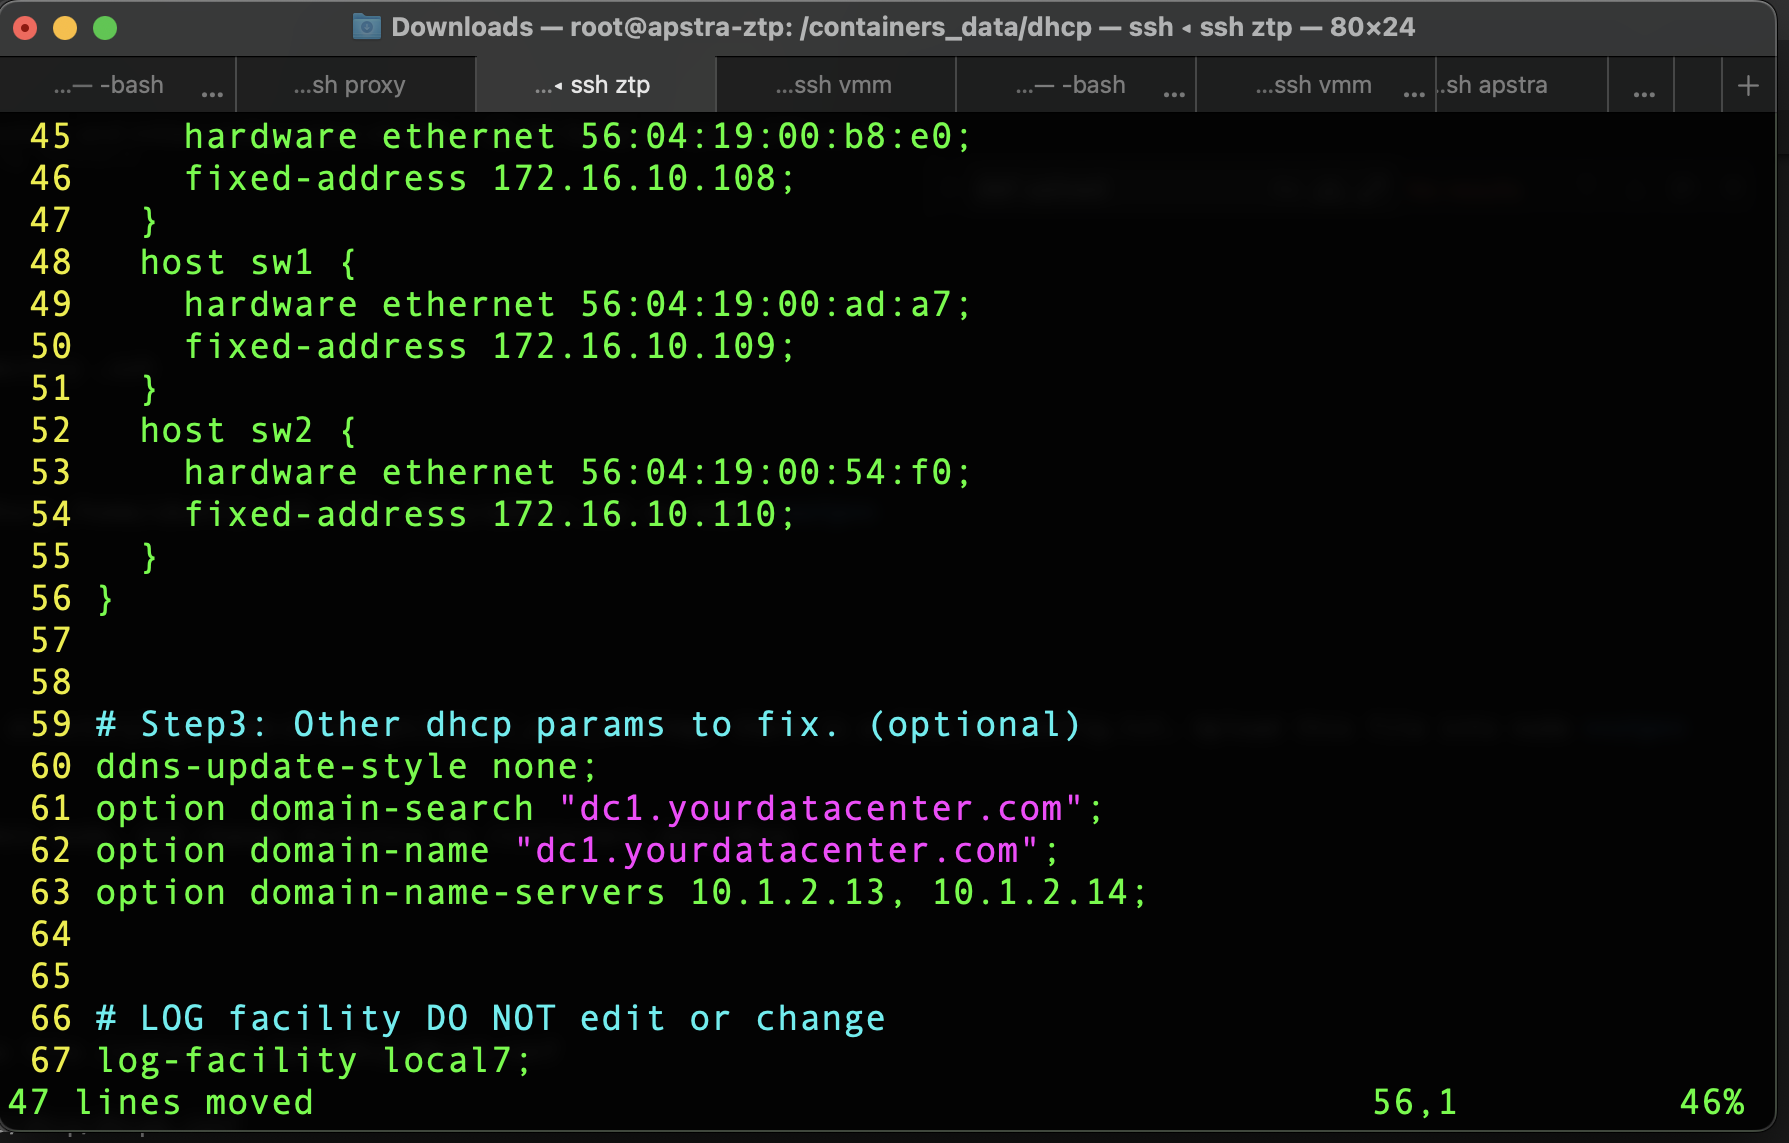 Downloads — root@apstra-ztp: /containers_data/dhcp — ssh ◂ ssh ztp — 80×24
...— -bash ... ...sh proxy ...◂ ssh ztp ...ssh vmm ...— -bash ... ...ssh vmm ... ..sh apstra ... +
45     hardware ethernet 56:04:19:00:b8:e0;
46     fixed-address 172.16.10.108;
47   }
48   host sw1 {
49     hardware ethernet 56:04:19:00:ad:a7;
50     fixed-address 172.16.10.109;
51   }
52   host sw2 {
53     hardware ethernet 56:04:19:00:54:f0;
54     fixed-address 172.16.10.110;
55   }
56 }
57
58
59 # Step3: Other dhcp params to fix. (optional)
60 ddns-update-style none;
61 option domain-search "dc1.yourdatacenter.com";
62 option domain-name "dc1.yourdatacenter.com";
63 option domain-name-servers 10.1.2.13, 10.1.2.14;
64
65
66 # LOG facility DO NOT edit or change
67 log-facility local7;
47 lines moved 56,1 46%